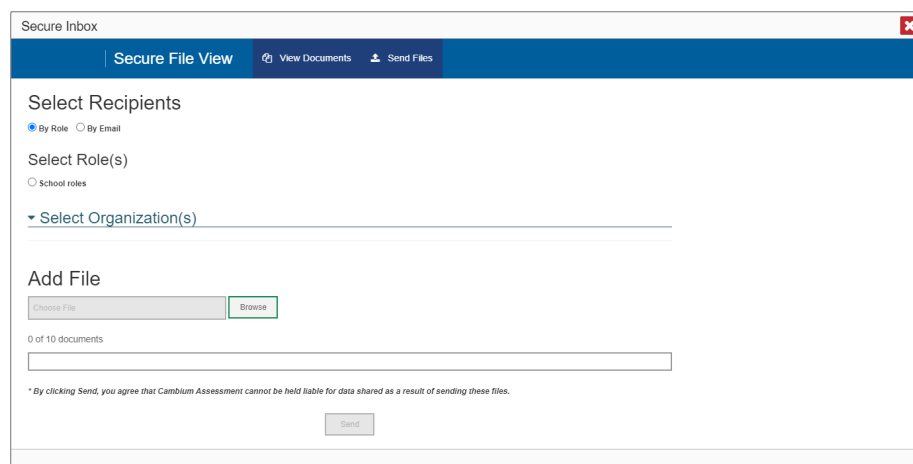 Secure Inbox
Secure File View View Documents Send Files
Select Recipients
By Role By Email
Select Role(s)
School roles
Select Organization(s)
Add File
Choose File Browse
0 of 10 documents
* By clicking Send, you agree that Cambium Assessment cannot be held liable for data shared as a result of sending these files.
Send